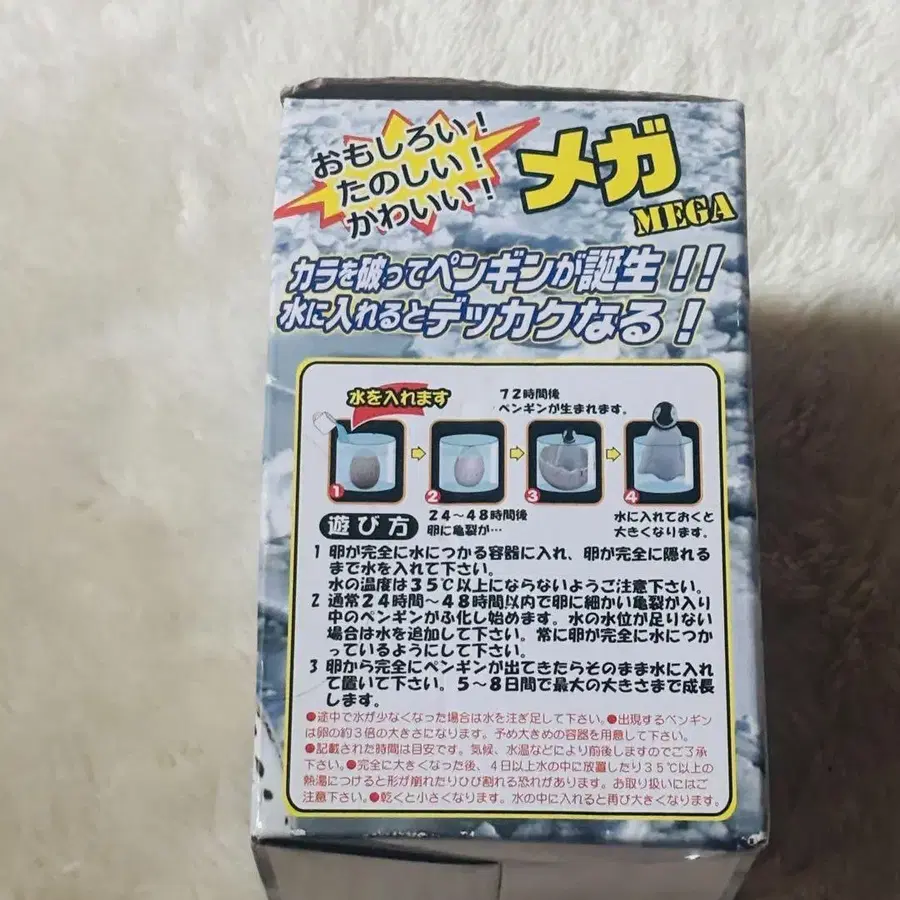 おもしろい！
たのしい！
かわいい！
メガ
MEGA
カラを破ってペンギンが誕生！！
水に入れるとデッカクなる！
水を入れます
72時間後
ペンギンが生まれます。
1
2
3
4
24～48時間後
卵に亀裂が…
水に入れておくと
大きくなります。
遊び方
1 卵が完全に水につかる容器に入れ、卵が完全に隠れる
まで水を入れて下さい。
水の温度は35℃以上にならないようご注意下さい。
2 通常24時間～48時間以内で卵に細かい亀裂が入り
中のペンギンがふ化し始めます。水の水位が足りない
場合は水を追加して下さい。常に卵が完全に水につか
っているようにして下さい。
3 卵から完全にペンギンが出てきたらそのまま水に入れ
て置いて下さい。5～8日間で最大の大きさまで成長
します。
●途中で水が少なくなった場合は水を注ぎ足して下さい。●出現するペンギン
は卵の約3倍の大きさになります。予め大きめの容器を用意して下さい。
●記載された時間は目安です。気候、水温などにより前後しますのでご了承
下さい。●完全に大きくなった後、4日以上水の中に放置したり35℃以上の
熱湯につけると形が崩れたりひび割れる恐れがあります。お取り扱いにはご
注意下さい。●乾くと小さくなります。水の中に入れると再び大きくなります。